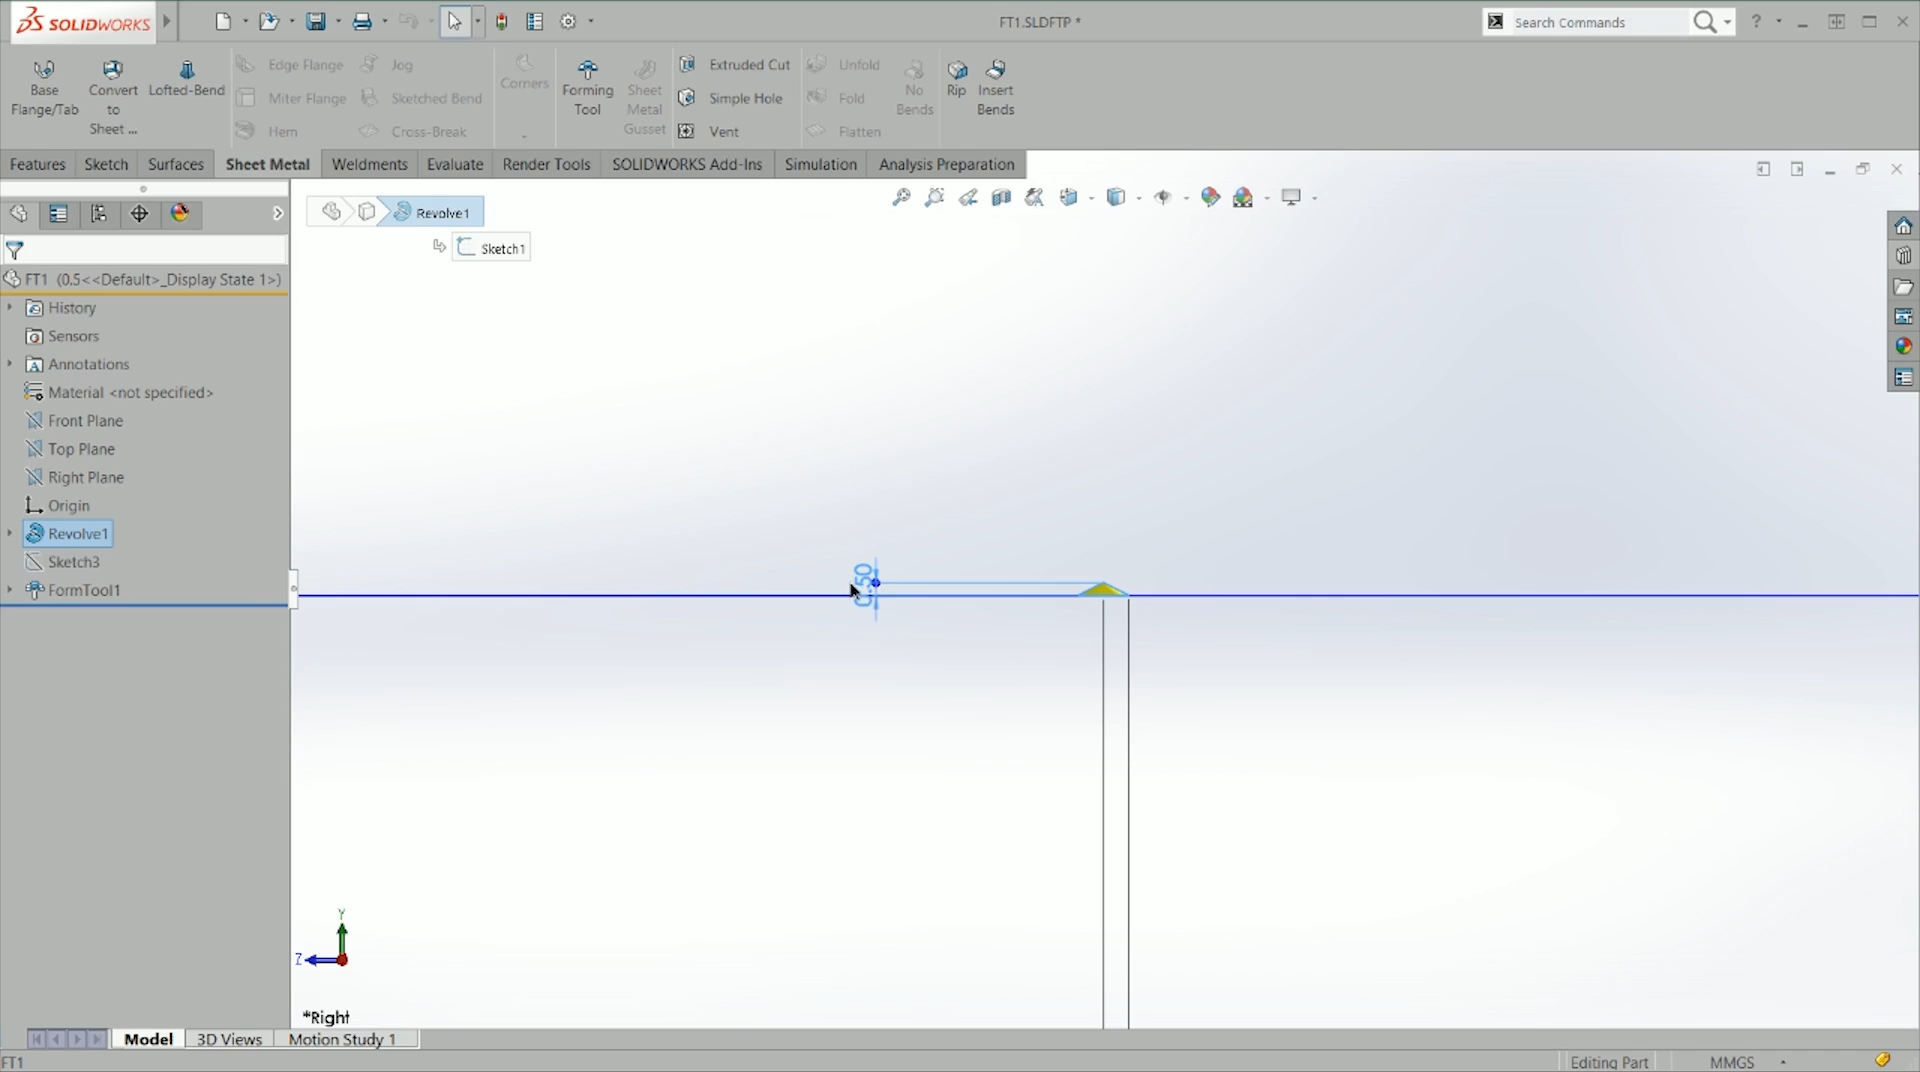 SOLIDWORKS
FT1.SLDFTP *
Search Commands
?
Base Flange/Tab
Convert to Sheet ...
Lofted-Bend
Edge Flange
Miter Flange
Hem
Jog
Sketched Bend
Cross-Break
Corners
Forming Tool
Sheet Metal Gusset
Extruded Cut
Simple Hole
Vent
Unfold
Fold
Flatten
No Bends
Rip
Insert Bends
Features
Sketch
Surfaces
Sheet Metal
Weldments
Evaluate
Render Tools
SOLIDWORKS Add-Ins
Simulation
Analysis Preparation
Revolve1
Sketch1
FT1 (0.5<<Default>_Display State 1>)
History
Sensors
Annotations
Material <not specified>
Front Plane
Top Plane
Right Plane
Origin
Revolve1
Sketch3
FormTool1
0.50
Y
Z
*Right
Model
3D Views
Motion Study 1
FT1
Editing Part
MMGS